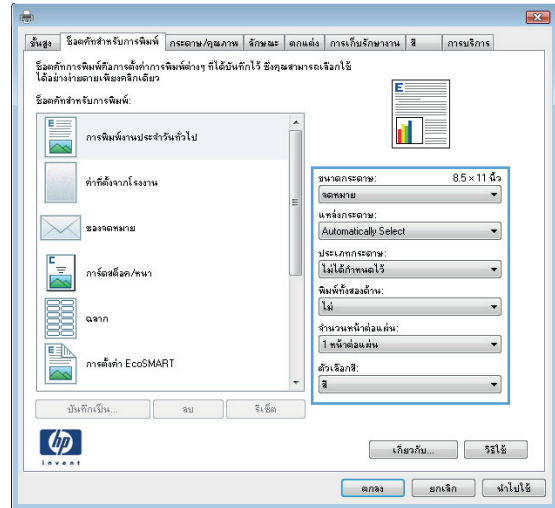 ขั้นสูง ช็อตคัทสำหรับการพิมพ์ กระดาษ/คุณภาพ ลักษณะ ตกแต่ง การเก็บรักษางาน สี การบริการ
ช็อตคัทการพิมพ์คือการตั้งค่าการพิมพ์ต่างๆ ที่ได้บันทึกไว้ ซึ่งคุณสามารถเลือกใช้
ได้อย่างง่ายดายเพียงคลิกเดียว
ช็อตคัทสำหรับการพิมพ์:
การพิมพ์งานประจำวันทั่วไป
ค่าที่ตั้งจากโรงงาน
ซองจดหมาย
การ์ดสต็อค/หนา
ฉลาก
การตั้งค่า EcoSMART
บันทึกเป็น... ลบ รีเซ็ต
ขนาดกระดาษ: 8.5 × 11 นิ้ว
จดหมาย
แหล่งกระดาษ:
Automatically Select
ประเภทกระดาษ:
ไม่ได้กำหนดไว้
พิมพ์ทั้งสองด้าน:
ไม่
จำนวนหน้าต่อแผ่น:
1 หน้าต่อแผ่น
ตัวเลือกสี:
สี
hp
invent
เกี่ยวกับ... วิธีใช้
ตกลง ยกเลิก นำไปใช้